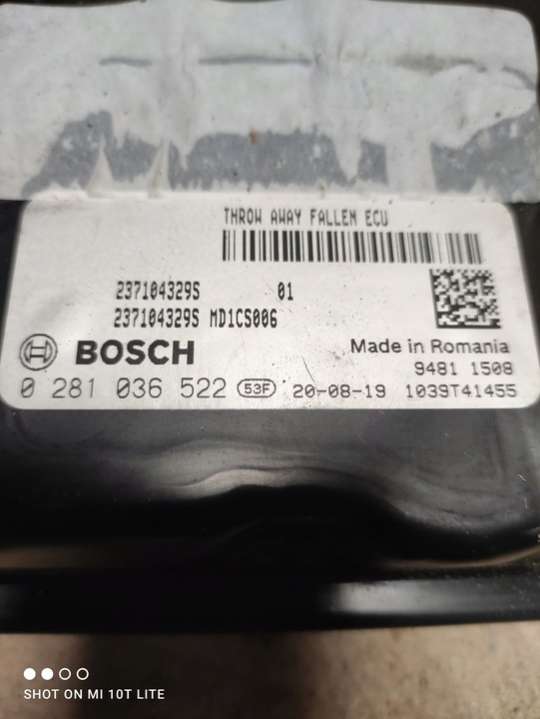 THROW AWAY FALLEN ECU
237104329S 01
237104329S MD1CS006
BOSCH
Made in Romania
9481 1508
0 281 036 522 53F 20-08-19 1039T41455
SHOT ON MI 10T LITE